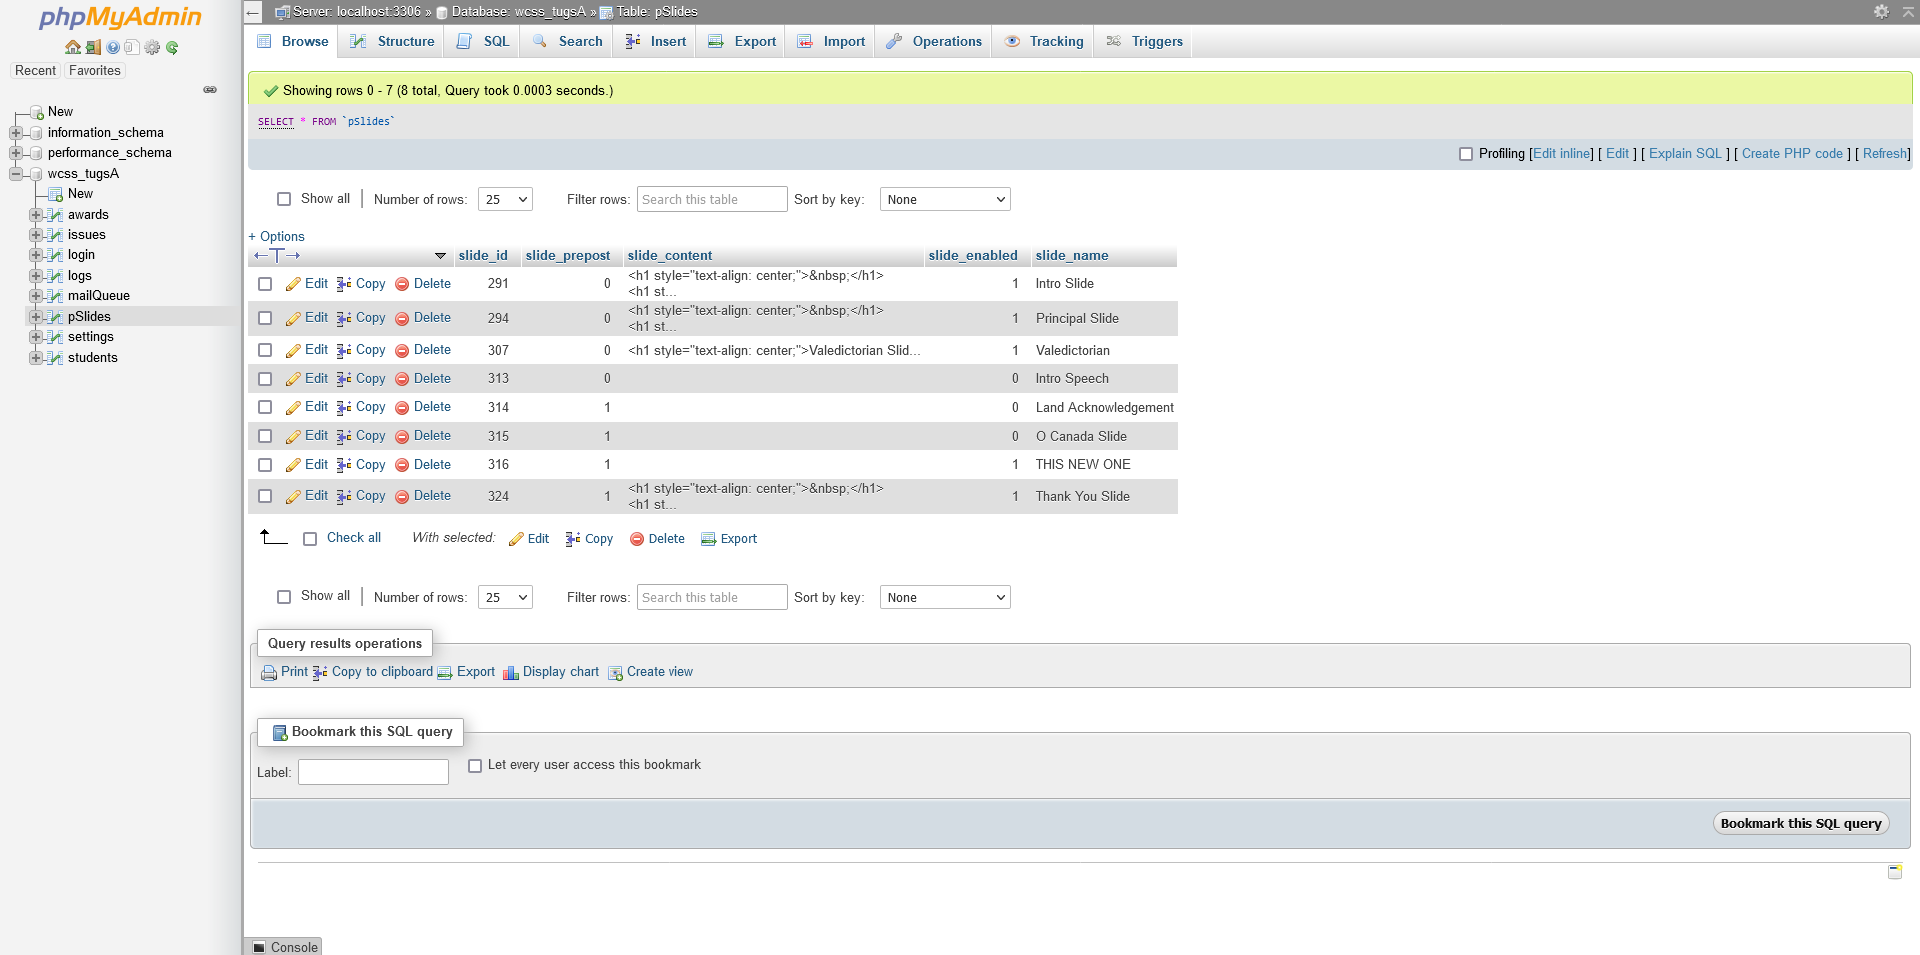 phpMyAdmin
Recent Favorites
New
information_schema
performance_schema
wcss_tugsA
New
awards
issues
login
logs
mailQueue
pSlides
settings
students
Server: localhost:3306 » Database: wcss_tugsA » Table: pSlides
Browse Structure SQL Search Insert Export Import Operations Tracking Triggers
Showing rows 0 - 7 (8 total, Query took 0.0003 seconds.)
SELECT * FROM `pSlides`
Profiling [Edit inline] [ Edit ] [ Explain SQL ] [ Create PHP code ] [ Refresh]
Show all Number of rows: 25 Filter rows: Search this table Sort by key: None
+ Options
←T→ slide_id slide_prepost slide_content slide_enabled slide_name
Edit Copy Delete 291 0 <h1 style="text-align: center;">&nbsp;</h1>
<h1 st... 1 Intro Slide
Edit Copy Delete 294 0 <h1 style="text-align: center;">&nbsp;</h1>
<h1 st... 1 Principal Slide
Edit Copy Delete 307 0 <h1 style="text-align: center;">Valedictorian Slid... 1 Valedictorian
Edit Copy Delete 313 0 0 Intro Speech
Edit Copy Delete 314 1 0 Land Acknowledgement
Edit Copy Delete 315 1 0 O Canada Slide
Edit Copy Delete 316 1 1 THIS NEW ONE
Edit Copy Delete 324 1 <h1 style="text-align: center;">&nbsp;</h1>
<h1 st... 1 Thank You Slide
Check all With selected: Edit Copy Delete Export
Show all Number of rows: 25 Filter rows: Search this table Sort by key: None
Query results operations
Print Copy to clipboard Export Display chart Create view
Bookmark this SQL query
Label: Let every user access this bookmark
Bookmark this SQL query
Console